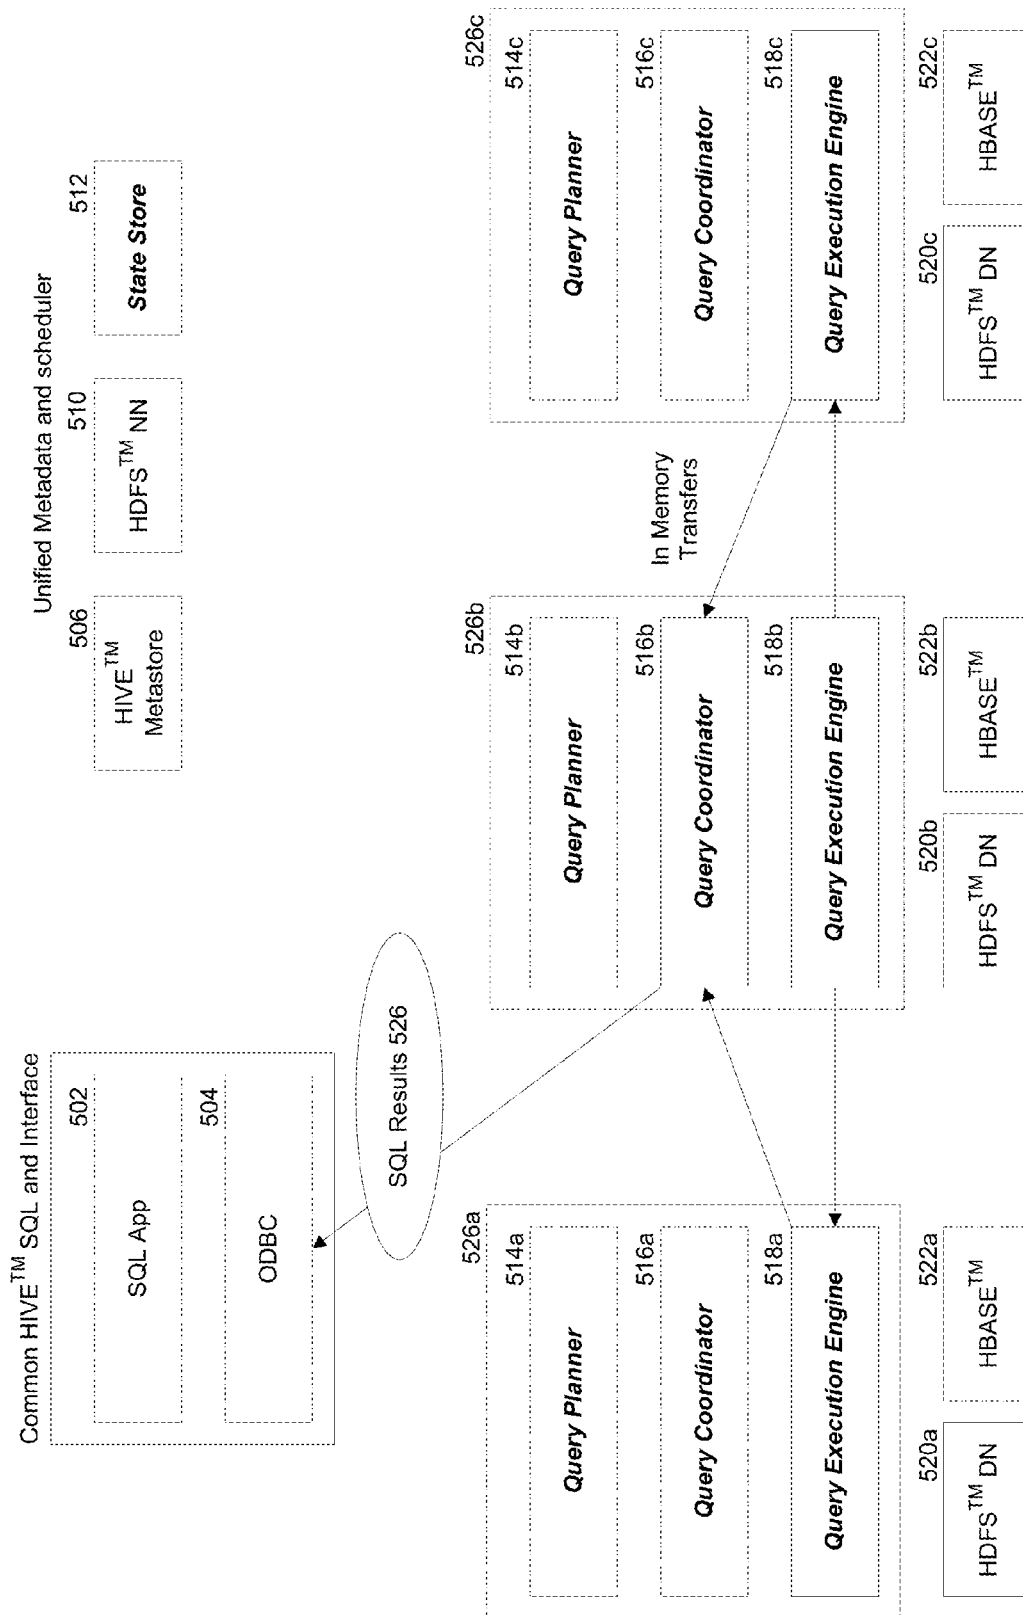 Common HIVE™ SQL and Interface
502
SQL App
504
ODBC
SQL Results 526
Unified Metadata and scheduler
506
HIVE™
Metastore
510
HDFS™ NN
512
State Store
526a
514a
Query Planner
516a
Query Coordinator
518a
Query Execution Engine
520a
HDFS™ DN
522a
HBASE™
526b
514b
Query Planner
516b
Query Coordinator
518b
Query Execution Engine
520b
HDFS™ DN
522b
HBASE™
In Memory
Transfers
526c
514c
Query Planner
516c
Query Coordinator
518c
Query Execution Engine
520c
HDFS™ DN
522c
HBASE™